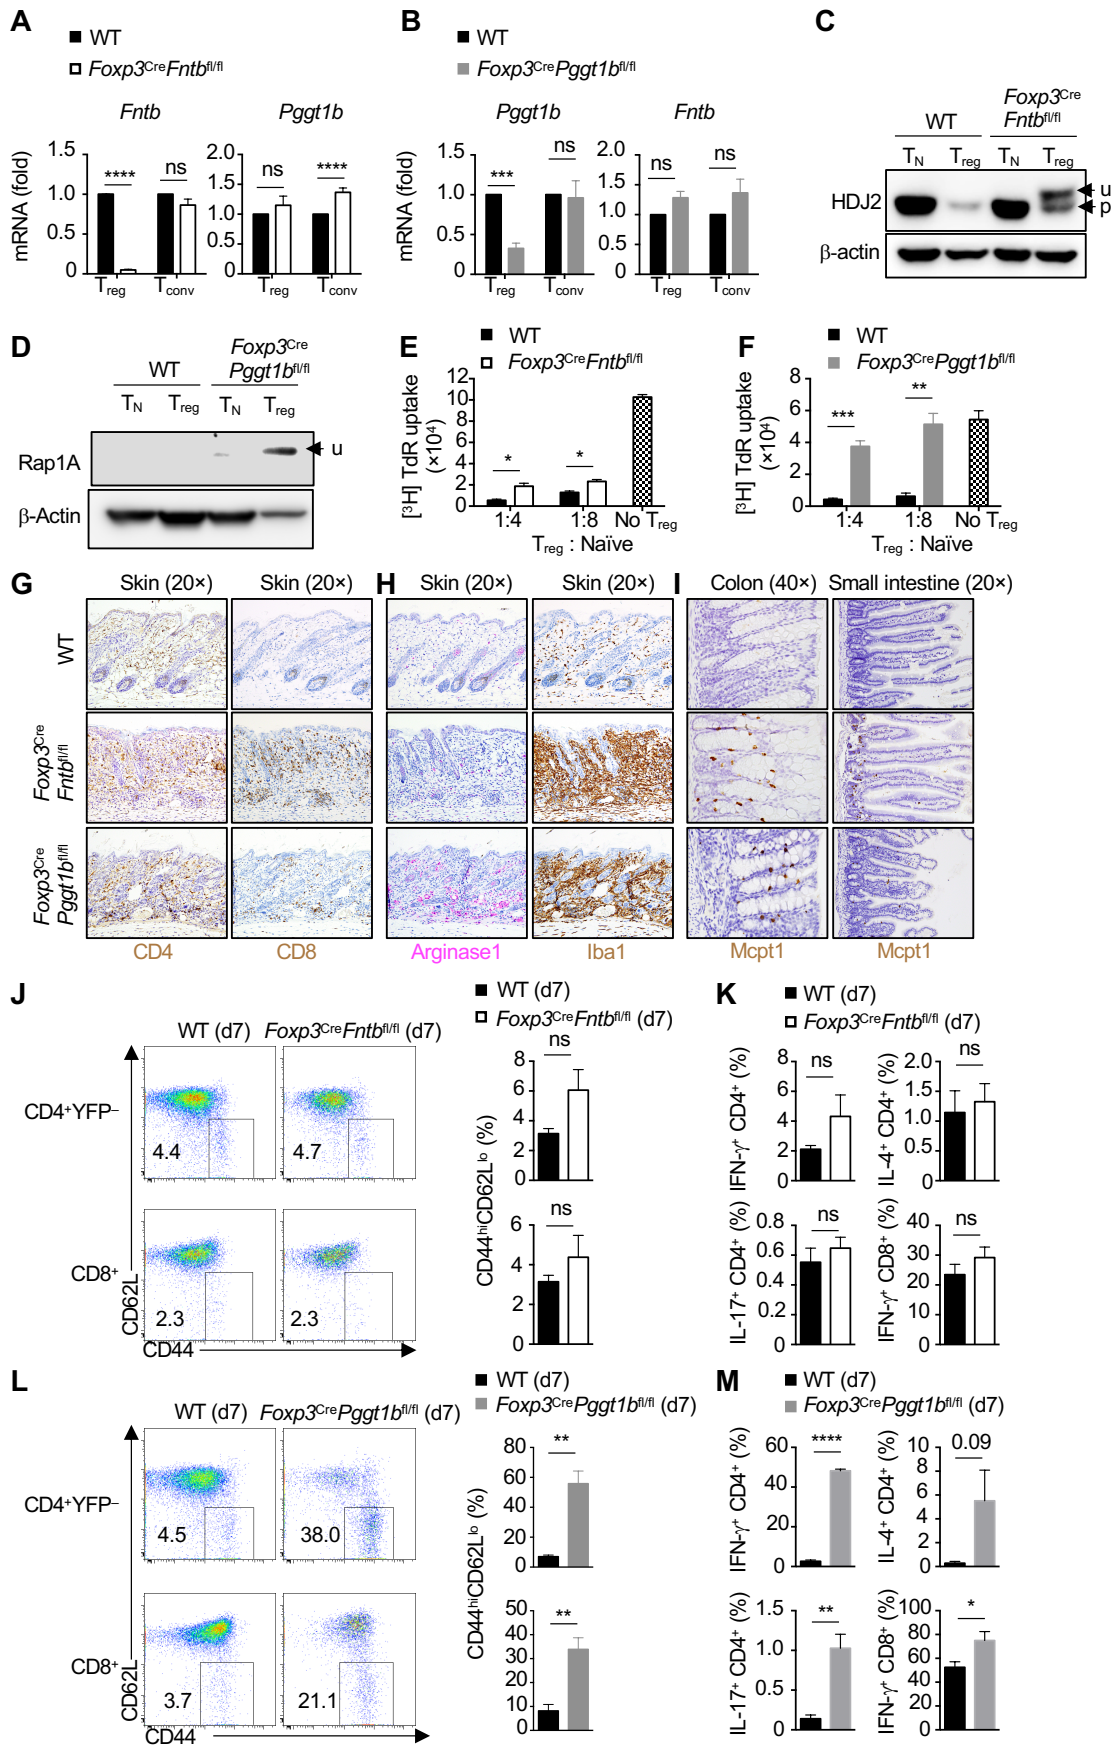 A
WT
Foxp3CreFntbfl/fl
Fntb
Pggt1b
mRNA (fold)
1.5
1.0
0.5
0
****
ns
Treg
Tconv
2.0
1.5
1.0
0.5
0
ns
****
Treg
Tconv
B
WT
Foxp3CrePggt1bfl/fl
Pggt1b
Fntb
mRNA (fold)
1.5
1.0
0.5
0
***
ns
Treg
Tconv
2.0
1.5
1.0
0.5
0
ns
ns
Treg
Tconv
C
WT
Foxp3Cre
Fntbfl/fl
TN Treg TN Treg
HDJ2
u
p
β-actin
D
WT
Foxp3Cre
Pggt1bfl/fl
TN Treg TN Treg
Rap1A
u
β-Actin
E
WT
Foxp3CreFntbfl/fl
[3H] TdR uptake
(×10⁴)
12
10
8
6
4
2
0
*
*
1:4 1:8 No Treg
Treg : Naïve
F
WT
Foxp3CrePggt1bfl/fl
[3H] TdR uptake
(×10⁴)
8
6
4
2
0
***
**
1:4 1:8 No Treg
Treg : Naïve
G
Skin (20×) Skin (20×)
H
Skin (20×) Skin (20×)
I
Colon (40×) Small intestine (20×)
WT
Foxp3Cre
Fntbfl/fl
Foxp3Cre
Pggt1bfl/fl
CD4 CD8 Arginase1 Iba1 Mcpt1 Mcpt1
J
WT (d7) Foxp3CreFntbfl/fl (d7)
CD4⁺YFP⁻
4.4
4.7
CD8⁺
2.3
2.3
CD62L
CD44
WT (d7)
Foxp3CreFntbfl/fl (d7)
CD44hiCD62Llo (%)
8
6
4
2
0
ns
6
4
2
0
ns
K
WT (d7)
Foxp3CreFntbfl/fl (d7)
IFN-γ⁺ CD4⁺ (%)
8
6
4
2
0
ns
IL-4⁺ CD4⁺ (%)
2.0
1.5
1.0
0.5
0
ns
IL-17⁺ CD4⁺ (%)
0.8
0.6
0.4
0.2
0
ns
IFN-γ⁺ CD8⁺ (%)
40
30
20
10
0
ns
L
WT (d7) Foxp3CrePggt1bfl/fl (d7)
CD4⁺YFP⁻
4.5
38.0
CD8⁺
3.7
21.1
CD62L
CD44
WT (d7)
Foxp3CrePggt1bfl/fl (d7)
CD44hiCD62Llo (%)
80
60
40
20
0
**
50
40
30
20
10
0
**
M
WT (d7)
Foxp3CrePggt1bfl/fl (d7)
IFN-γ⁺ CD4⁺ (%)
60
40
20
0
****
IL-4⁺ CD4⁺ (%)
10
8
6
4
2
0
0.09
IL-17⁺ CD4⁺ (%)
1.5
1.0
0.5
0
**
IFN-γ⁺ CD8⁺ (%)
100
80
60
40
20
0
*